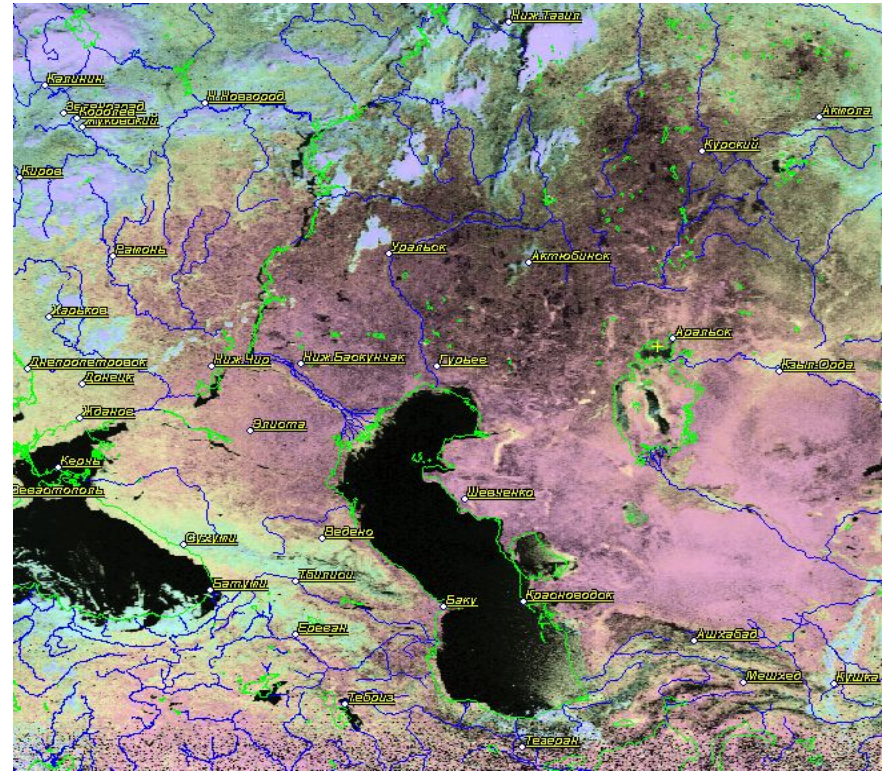 Ниж.Тагил
Калинин
Н.Новгород
Зеленоград
Королев
Жуковский
Акмола
Курский
Киров
Рамонь
Уральск
Актюбинск
Харьков
Аральск
Днепропетровск
Ниж.Чир
Ниж.Баскунчак
Гурьев
Кзыл-Орда
Донецк
Жданов
Элиста
Керчь
Севастополь
Шевченко
Сухуми
Ведено
Батуми
Тбилиси
Баку
Красноводск
Ереван
Ашхабад
Мешхед
Кушка
Тебриз
Тегеран